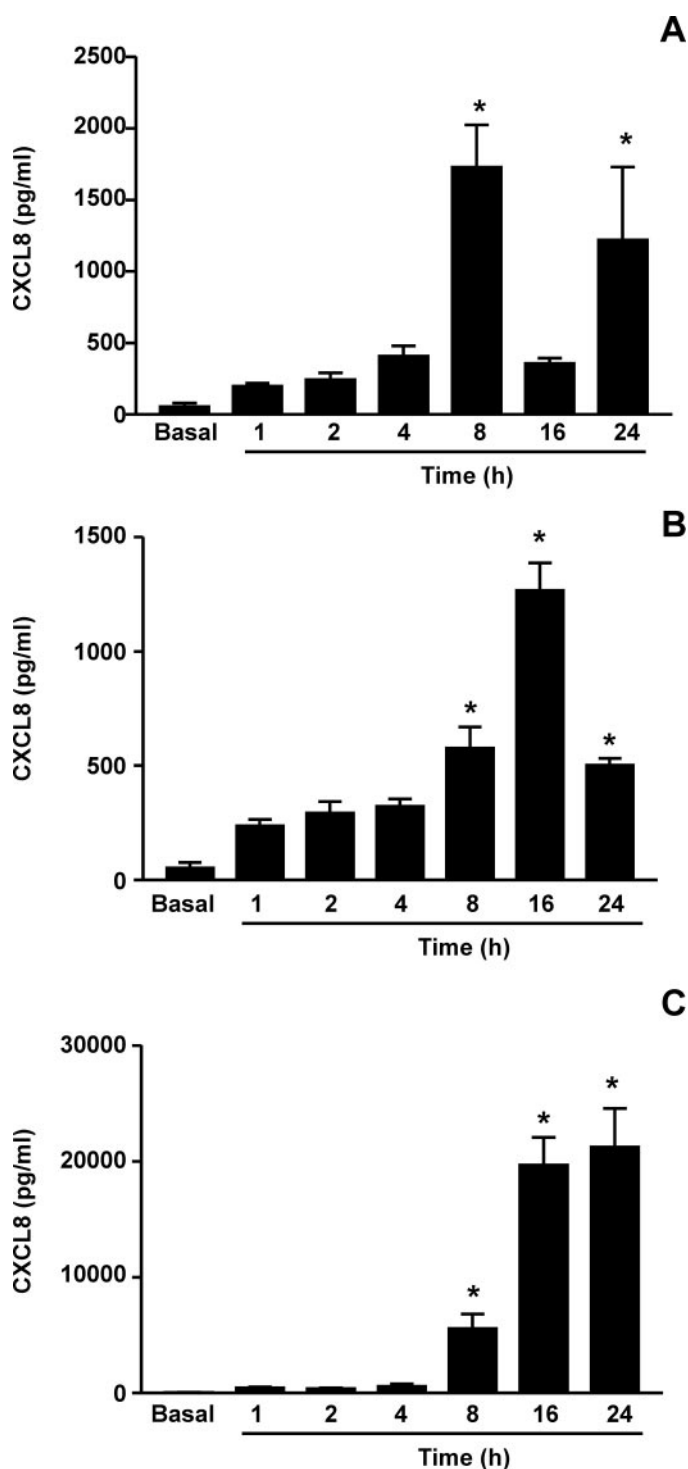 A
2500
2000
1500
1000
500
0
CXCL8 (pg/ml)
* *
Basal 1 2 4 8 16 24
Time (h)
B
1500
1000
500
0
CXCL8 (pg/ml)
* * *
Basal 1 2 4 8 16 24
Time (h)
C
30000
20000
10000
0
CXCL8 (pg/ml)
* * *
Basal 1 2 4 8 16 24
Time (h)